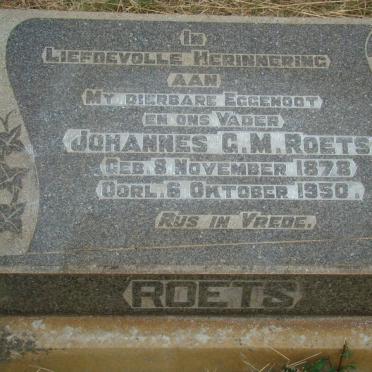 In
Liefdevolle Herinnering
aan
My dierbare Eggenoot
en ons Vader
Johannes G.M. Roets
Geb. 8 November 1878
Oorl. 6 Oktober 1950.
Rus in Vrede.
ROETS